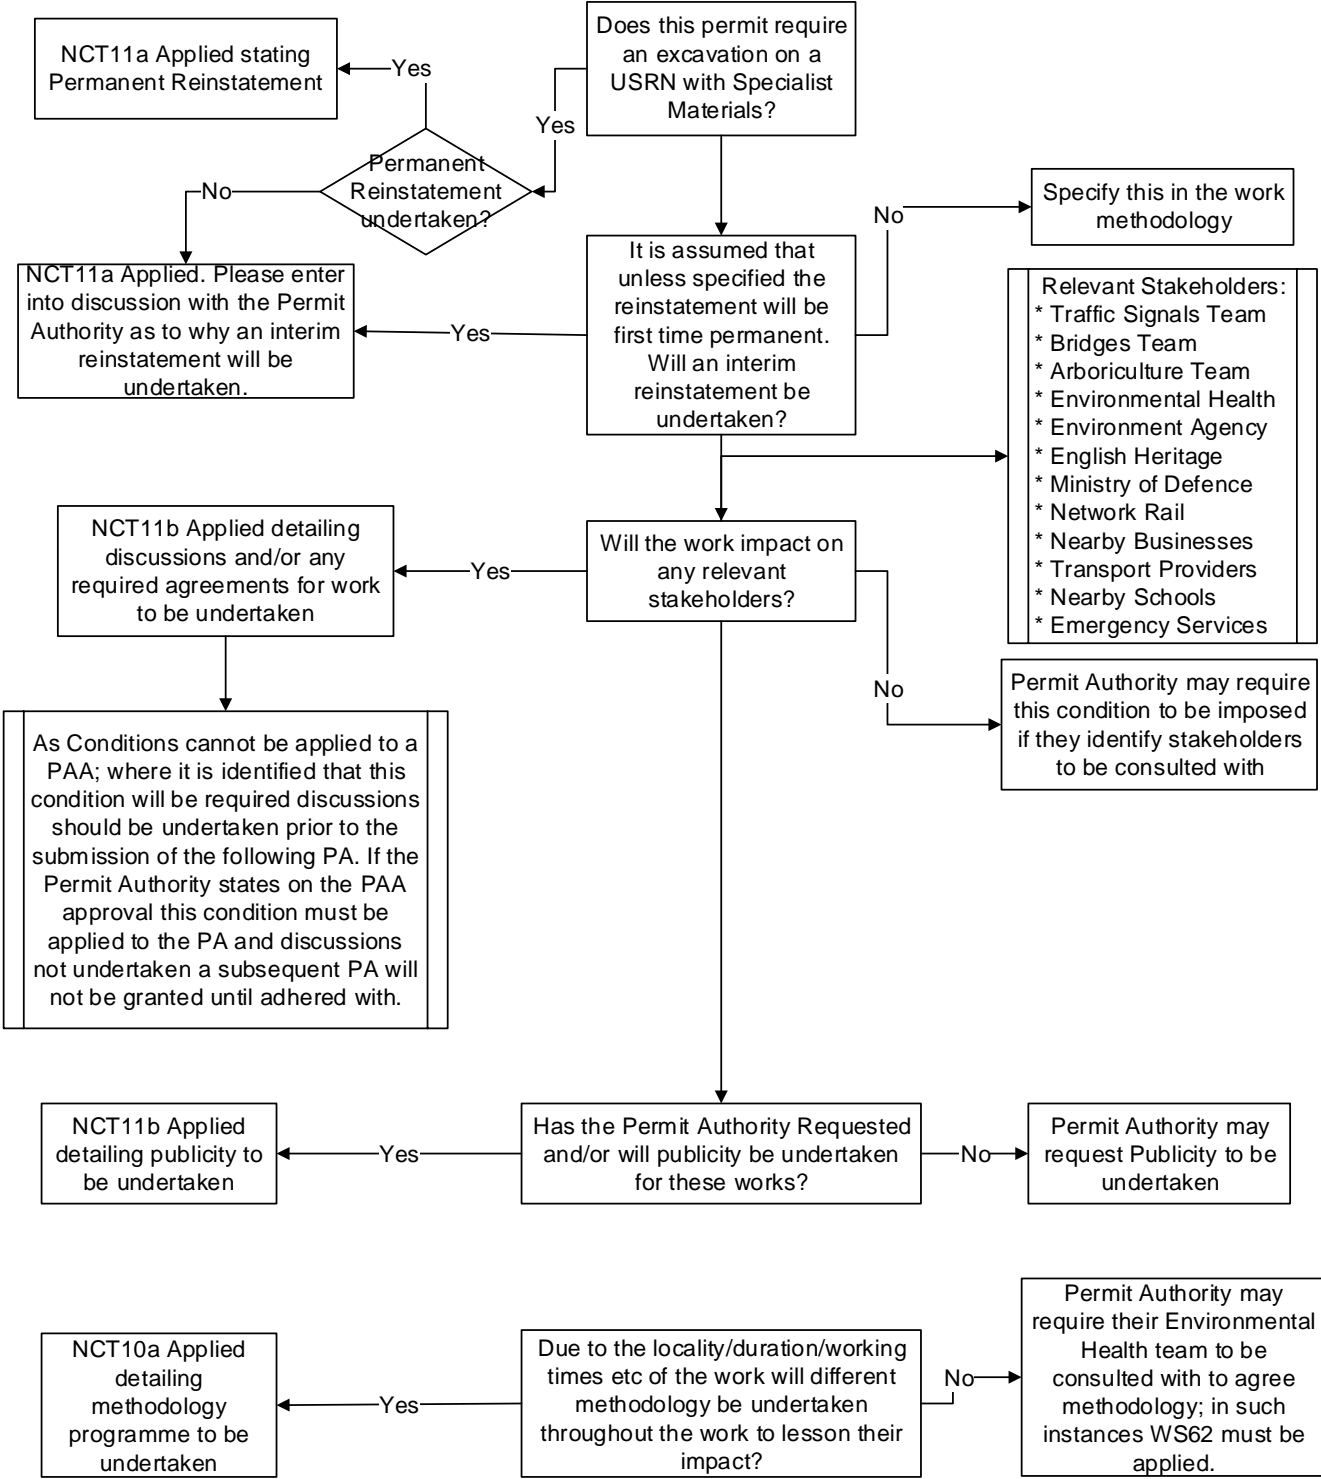 Does this permit require
an excavation on a
USRN with Specialist
Materials?
NCT11a Applied stating
Permanent Reinstatement
Yes
Yes
Permanent
Reinstatement
undertaken?
No
No
Specify this in the work
methodology
It is assumed that
unless specified the
reinstatement will be
first time permanent.
Will an interim
reinstatement be
undertaken?
NCT11a Applied. Please enter
into discussion with the Permit
Authority as to why an interim
reinstatement will be
undertaken.
Yes
Relevant Stakeholders:
* Traffic Signals Team
* Bridges Team
* Arboriculture Team
* Environmental Health
* Environment Agency
* English Heritage
* Ministry of Defence
* Network Rail
* Nearby Businesses
* Transport Providers
* Nearby Schools
* Emergency Services
NCT11b Applied detailing
discussions and/or any
required agreements for work
to be undertaken
Yes
Will the work impact on
any relevant
stakeholders?
No
Permit Authority may require
this condition to be imposed
if they identify stakeholders
to be consulted with
As Conditions cannot be applied to a
PAA; where it is identified that this
condition will be required discussions
should be undertaken prior to the
submission of the following PA. If the
Permit Authority states on the PAA
approval this condition must be
applied to the PA and discussions
not undertaken a subsequent PA will
not be granted until adhered with.
NCT11b Applied
detailing publicity to
be undertaken
Yes
Has the Permit Authority Requested
and/or will publicity be undertaken
for these works?
No
Permit Authority may
request Publicity to be
undertaken
NCT10a Applied
detailing
methodology
programme to be
undertaken
Yes
Due to the locality/duration/working
times etc of the work will different
methodology be undertaken
throughout the work to lesson their
impact?
No
Permit Authority may
require their Environmental
Health team to be
consulted with to agree
methodology; in such
instances WS62 must be
applied.